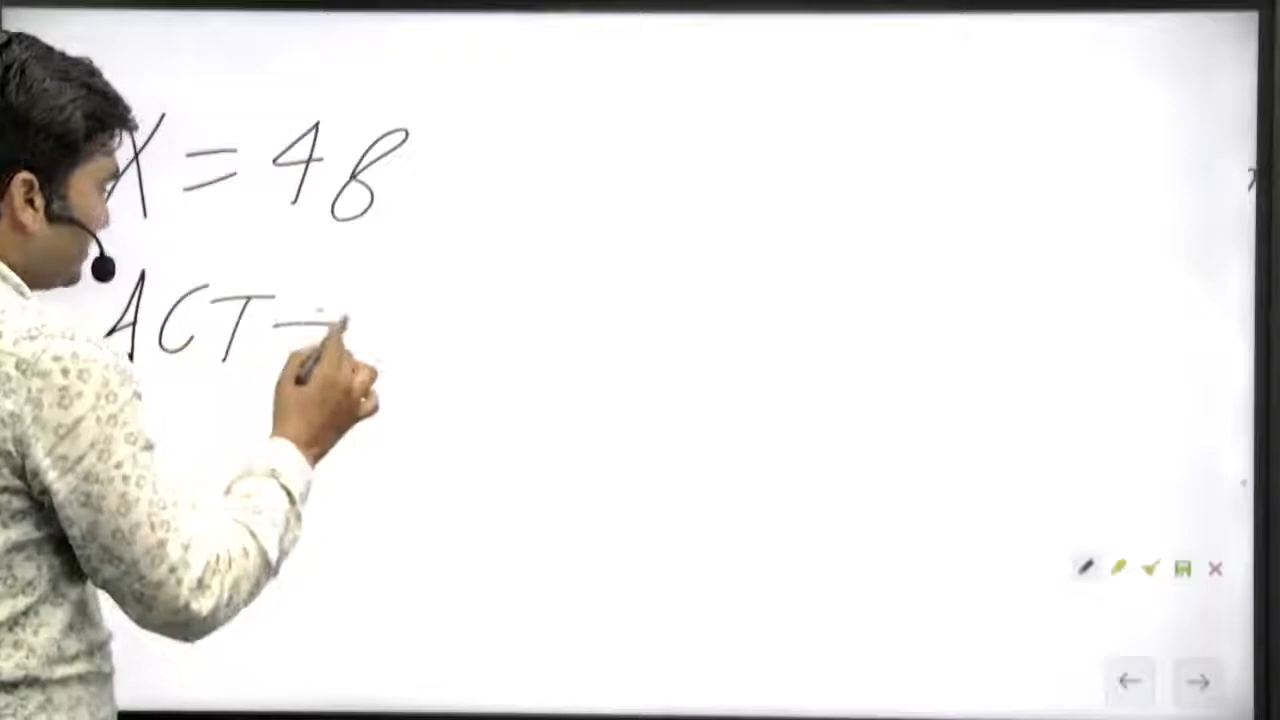 X = 48
ACT -